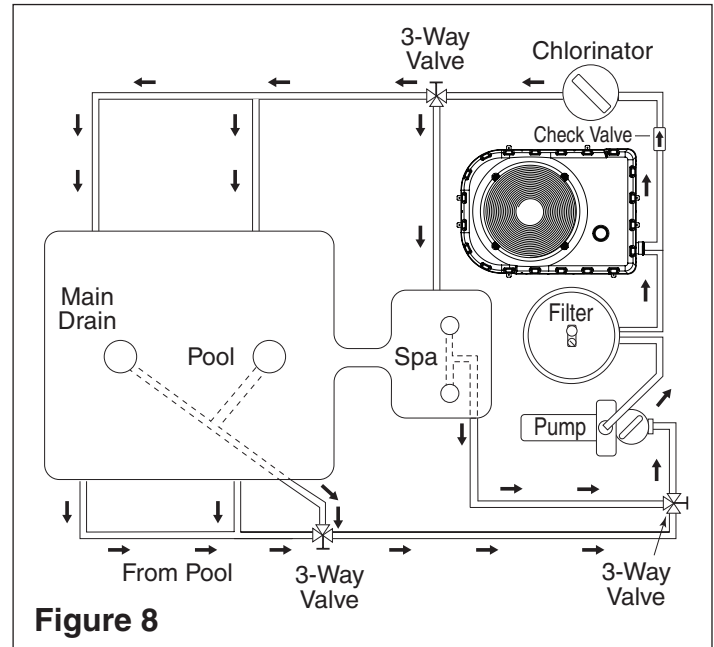 3-Way
Valve
Chlorinator
Check Valve
Main
Drain
Pool
Spa
Filter
Pump
From Pool
3-Way
Valve
3-Way
Valve
Figure 8